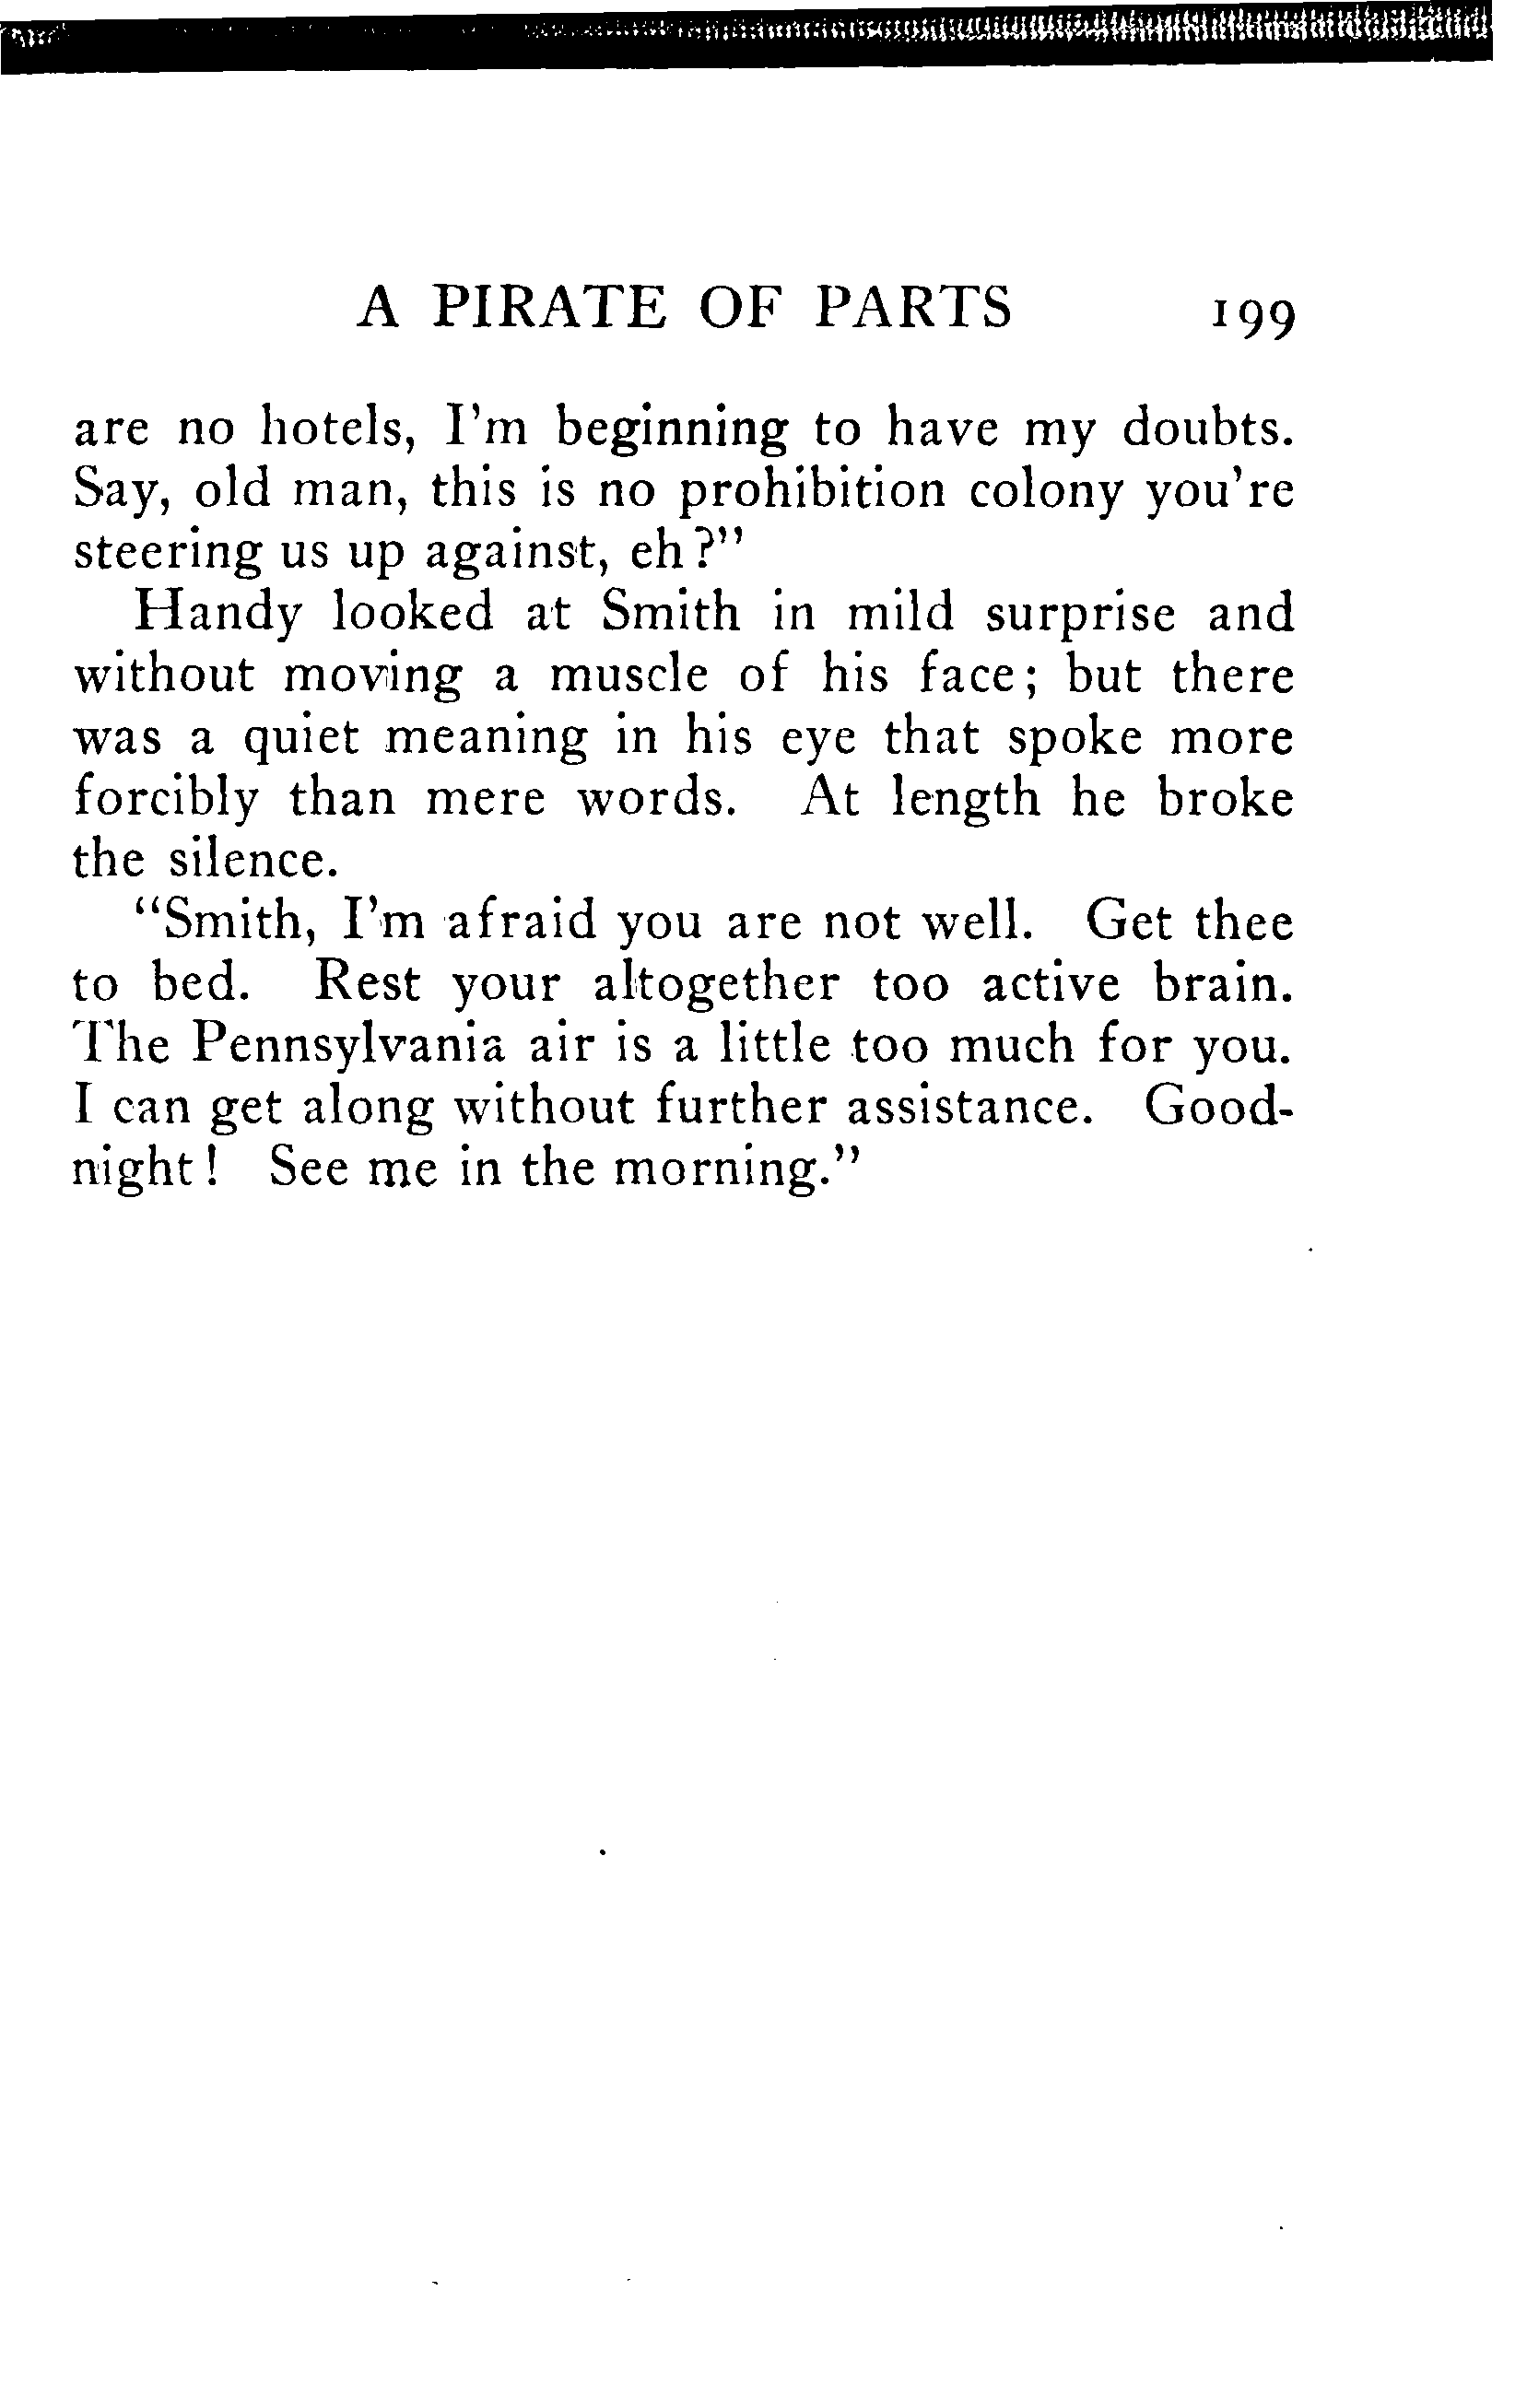 A PIRATE OF PARTS 199
are no hotels, I'm beginning to have my doubts.
Say, old man, this is no prohibition colony you're
steering us up against, eh?"
Handy looked at Smith in mild surprise and
without moving a muscle of his face; but there
was a quiet meaning in his eye that spoke more
forcibly than mere words. At length he broke
the silence.
"Smith, I'm afraid you are not well. Get thee
to bed. Rest your altogether too active brain.
The Pennsylvania air is a little too much for you.
I can get along without further assistance. Good-
night! See me in the morning."